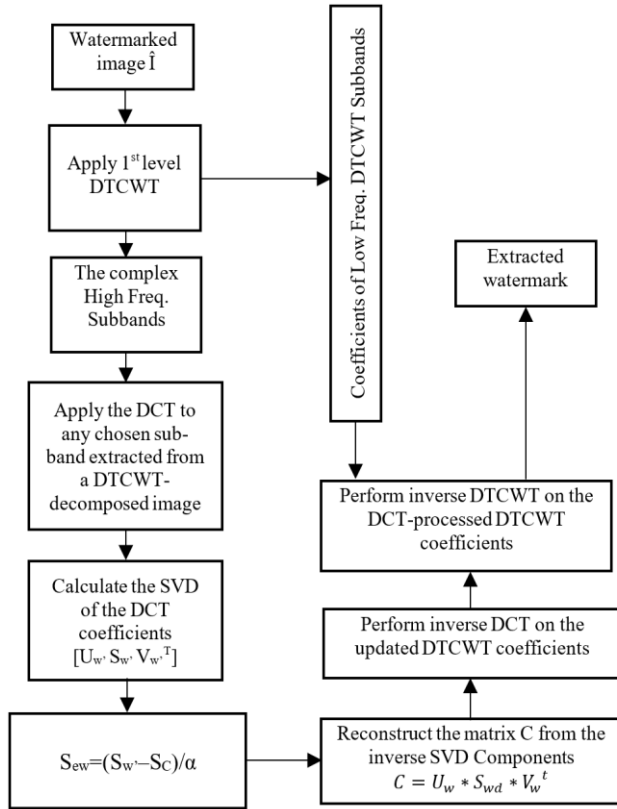 Watermarked
image Î
Apply 1st level
DTCWT
The complex
High Freq.
Subbands
Apply the DCT to
any chosen sub-
band extracted from
a DTCWT-
decomposed image
Calculate the SVD
of the DCT
coefficients
[Uw' Sw' Vw'T]
Sew=(Sw'–SC)/α
Coefficients of Low Freq. DTCWT Subbands
Extracted
watermark
Perform inverse DTCWT on the
DCT-processed DTCWT
coefficients
Perform inverse DCT on the
updated DTCWT coefficients
Reconstruct the matrix C from the
inverse SVD Components
C = Uw * Swd * Vwt